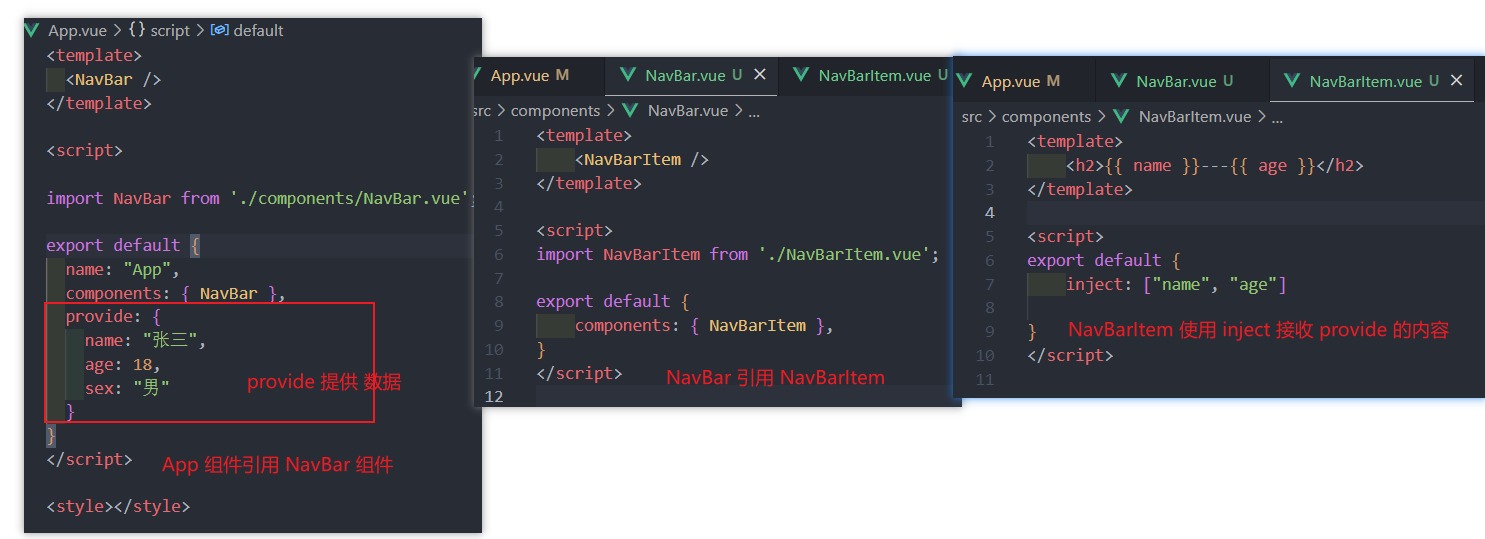 App.vue > {} script > default
<template>
<NavBar />
</template>
<script>
import NavBar from './components/NavBar.vue';
export default {
name: "App",
components: { NavBar },
provide: {
name: "张三",
age: 18,
sex: "男"
}
}
</script>
<style></style>
provide 提供 数据
App 组件引用 NavBar 组件
App.vue M NavBar.vue U × NavBarItem.vue U
src > components > NavBar.vue > ...
1 <template>
2 <NavBarItem />
3 </template>
4
5 <script>
6 import NavBarItem from './NavBarItem.vue';
7
8 export default {
9 components: { NavBarItem },
10 }
11 </script>
12
NavBar 引用 NavBarItem
App.vue M NavBar.vue U NavBarItem.vue U ×
src > components > NavBarItem.vue > ...
1 <template>
2 <h2>{{ name }}---{{ age }}</h2>
3 </template>
4
5 <script>
6 export default {
7 inject: ["name", "age"]
8
9 }
10 </script>
11
NavBarItem 使用 inject 接收 provide 的内容